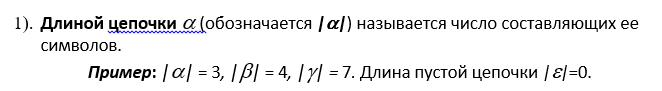 1). Длиной цепочки α (обозначается |α|) называется число составляющих ее
символов.
Пример: |α| = 3, |β| = 4, |γ| = 7. Длина пустой цепочки |ε|=0.